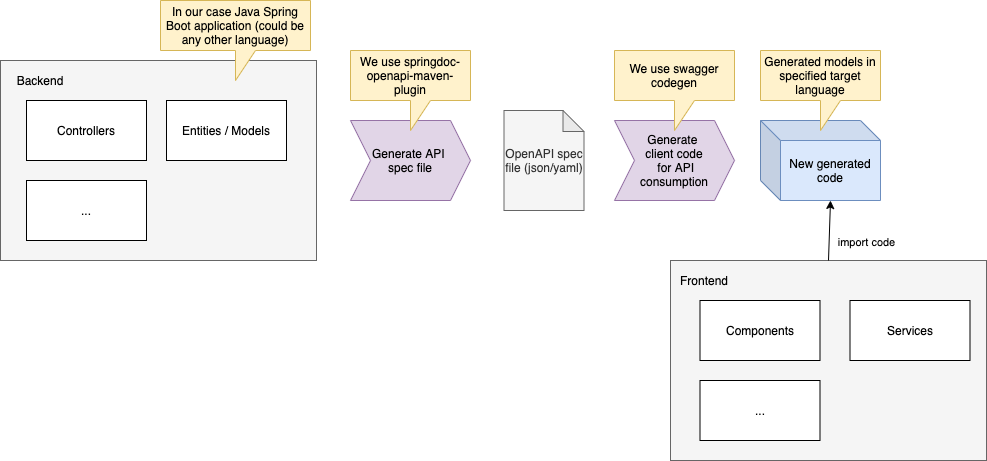 In our case Java Spring
Boot application (could be
any other language)
Backend
Controllers
Entities / Models
...
We use springdoc-
openapi-maven-
plugin
Generate API
spec file
OpenAPI spec
file (json/yaml)
We use swagger
codegen
Generate
client code
for API
consumption
Generated models in
specified target
language
New generated
code
import code
Frontend
Components
Services
...